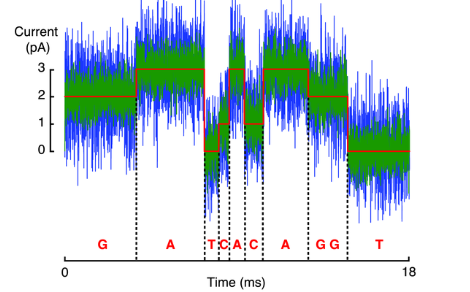 Current
(pA)
3
2
1
0
G A T C A C A G G T
0 18
Time (ms)